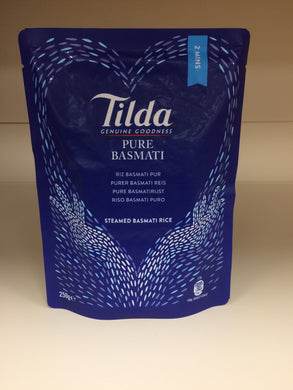 2 MINS
Tilda
GENUINE GOODNESS
PURE
BASMATI
RIZ BASMATI PUR
PURER BASMATI REIS
PURE BASMATIRIJST
RISO BASMATI PURO
STEAMED BASMATI RICE
250g e